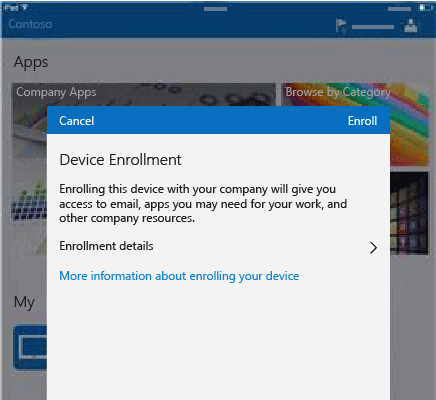 iPad
Contoso
Apps
Company Apps
Browse by Category
Cancel
Enroll
Device Enrollment
Enrolling this device with your company will give you
access to email, apps you may need for your work, and
other company resources.
Enrollment details
More information about enrolling your device
My